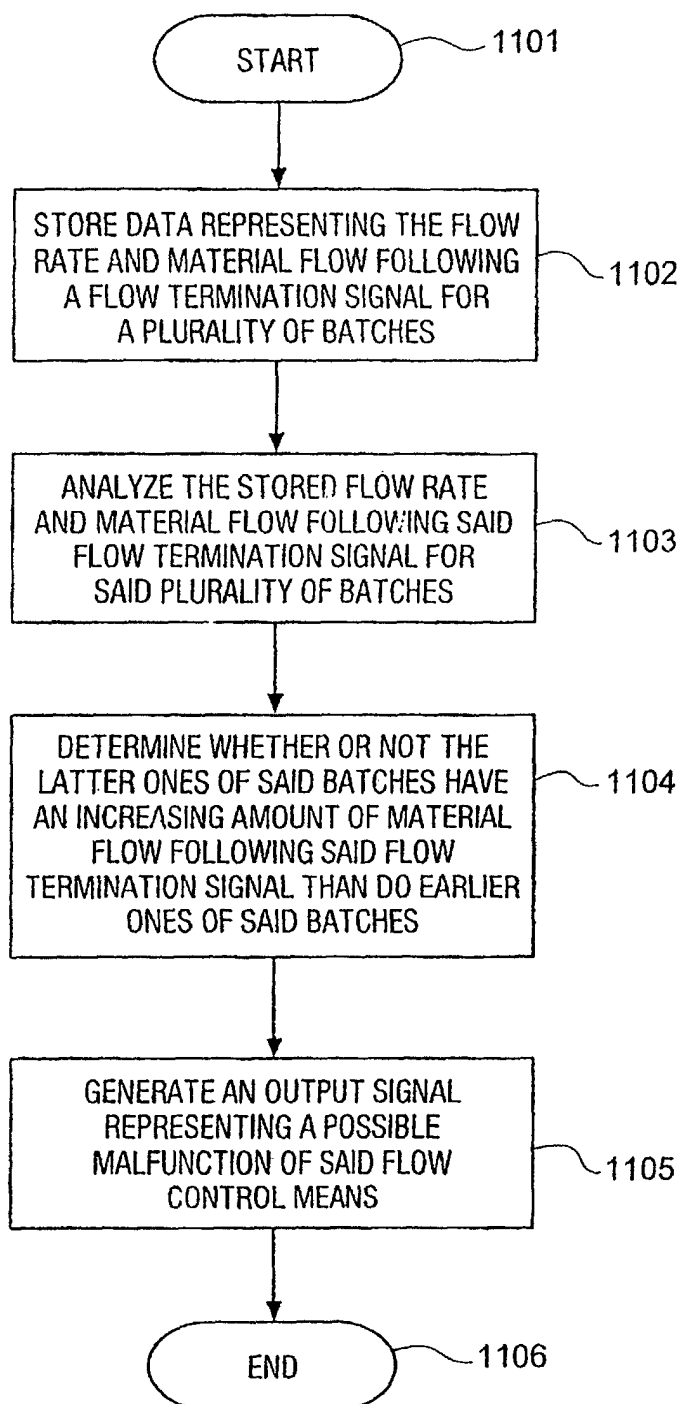 START
1101
STORE DATA REPRESENTING THE FLOW
RATE AND MATERIAL FLOW FOLLOWING
A FLOW TERMINATION SIGNAL FOR
A PLURALITY OF BATCHES
1102
ANALYZE THE STORED FLOW RATE
AND MATERIAL FLOW FOLLOWING SAID
FLOW TERMINATION SIGNAL FOR
SAID PLURALITY OF BATCHES
1103
DETERMINE WHETHER OR NOT THE
LATTER ONES OF SAID BATCHES HAVE
AN INCREASING AMOUNT OF MATERIAL
FLOW FOLLOWING SAID FLOW
TERMINATION SIGNAL THAN DO EARLIER
ONES OF SAID BATCHES
1104
GENERATE AN OUTPUT SIGNAL
REPRESENTING A POSSIBLE
MALFUNCTION OF SAID FLOW
CONTROL MEANS
1105
END
1106